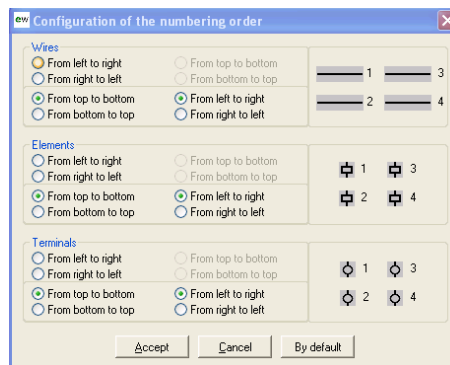 ew Configuration of the numbering order
Wires
From left to right From top to bottom
From right to left From bottom to top
From top to bottom From left to right
From bottom to top From right to left
1 3
2 4
Elements
From left to right From top to bottom
From right to left From bottom to top
From top to bottom From left to right
From bottom to top From right to left
1 3
2 4
Terminals
From left to right From top to bottom
From right to left From bottom to top
From top to bottom From left to right
From bottom to top From right to left
1 3
2 4
Accept Cancel By default